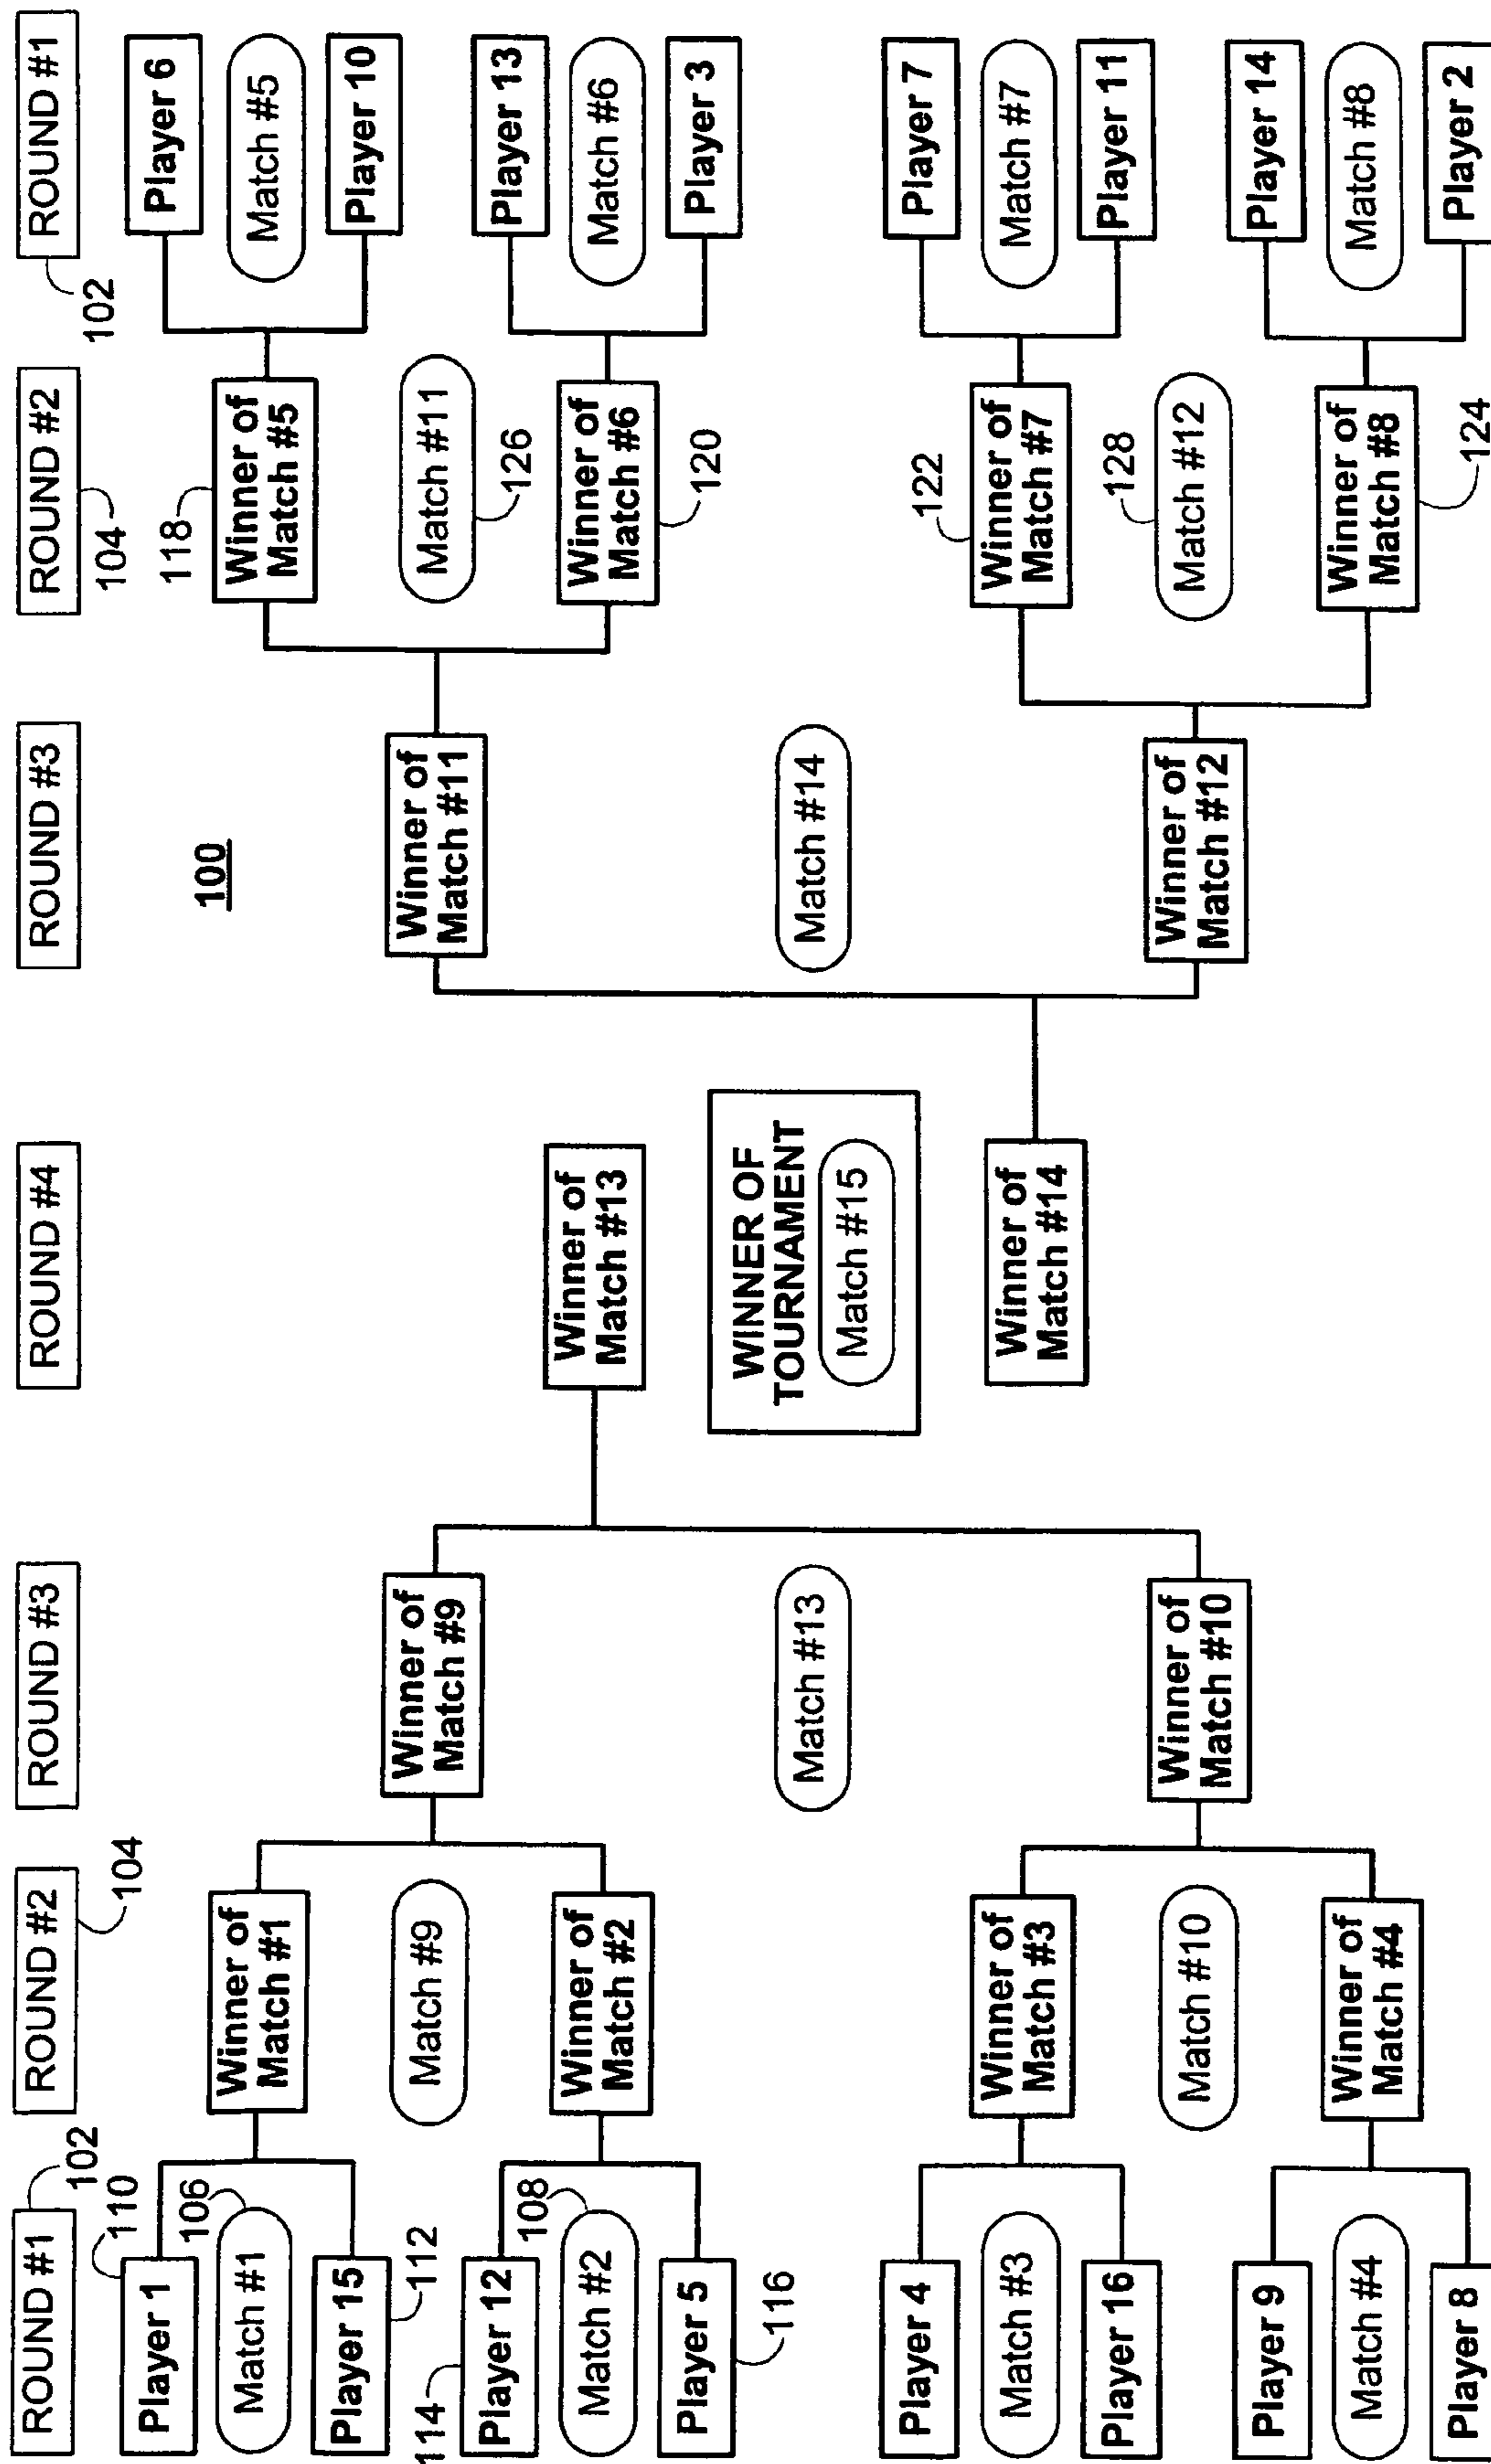 ROUND #1
ROUND #2
ROUND #3
ROUND #4
ROUND #3
ROUND #2
ROUND #1
102
104
104
102
100
110
Player 1
106
Match #1
Player 15
112
114
Player 12
108
Match #2
Player 5
116
Player 4
Match #3
Player 16
Player 9
Match #4
Player 8
Winner of
Match #1
Match #9
Winner of
Match #2
Winner of
Match #3
Match #10
Winner of
Match #4
Winner of
Match #9
Match #13
Winner of
Match #10
Winner of
Match #13
WINNER OF
TOURNAMENT
Match #15
Winner of
Match #14
Winner of
Match #11
Match #14
Winner of
Match #12
118
Winner of
Match #5
Match #11
126
Winner of
Match #6
120
122
Winner of
Match #7
128
Match #12
Winner of
Match #8
124
Player 6
Match #5
Player 10
Player 13
Match #6
Player 3
Player 7
Match #7
Player 11
Player 14
Match #8
Player 2